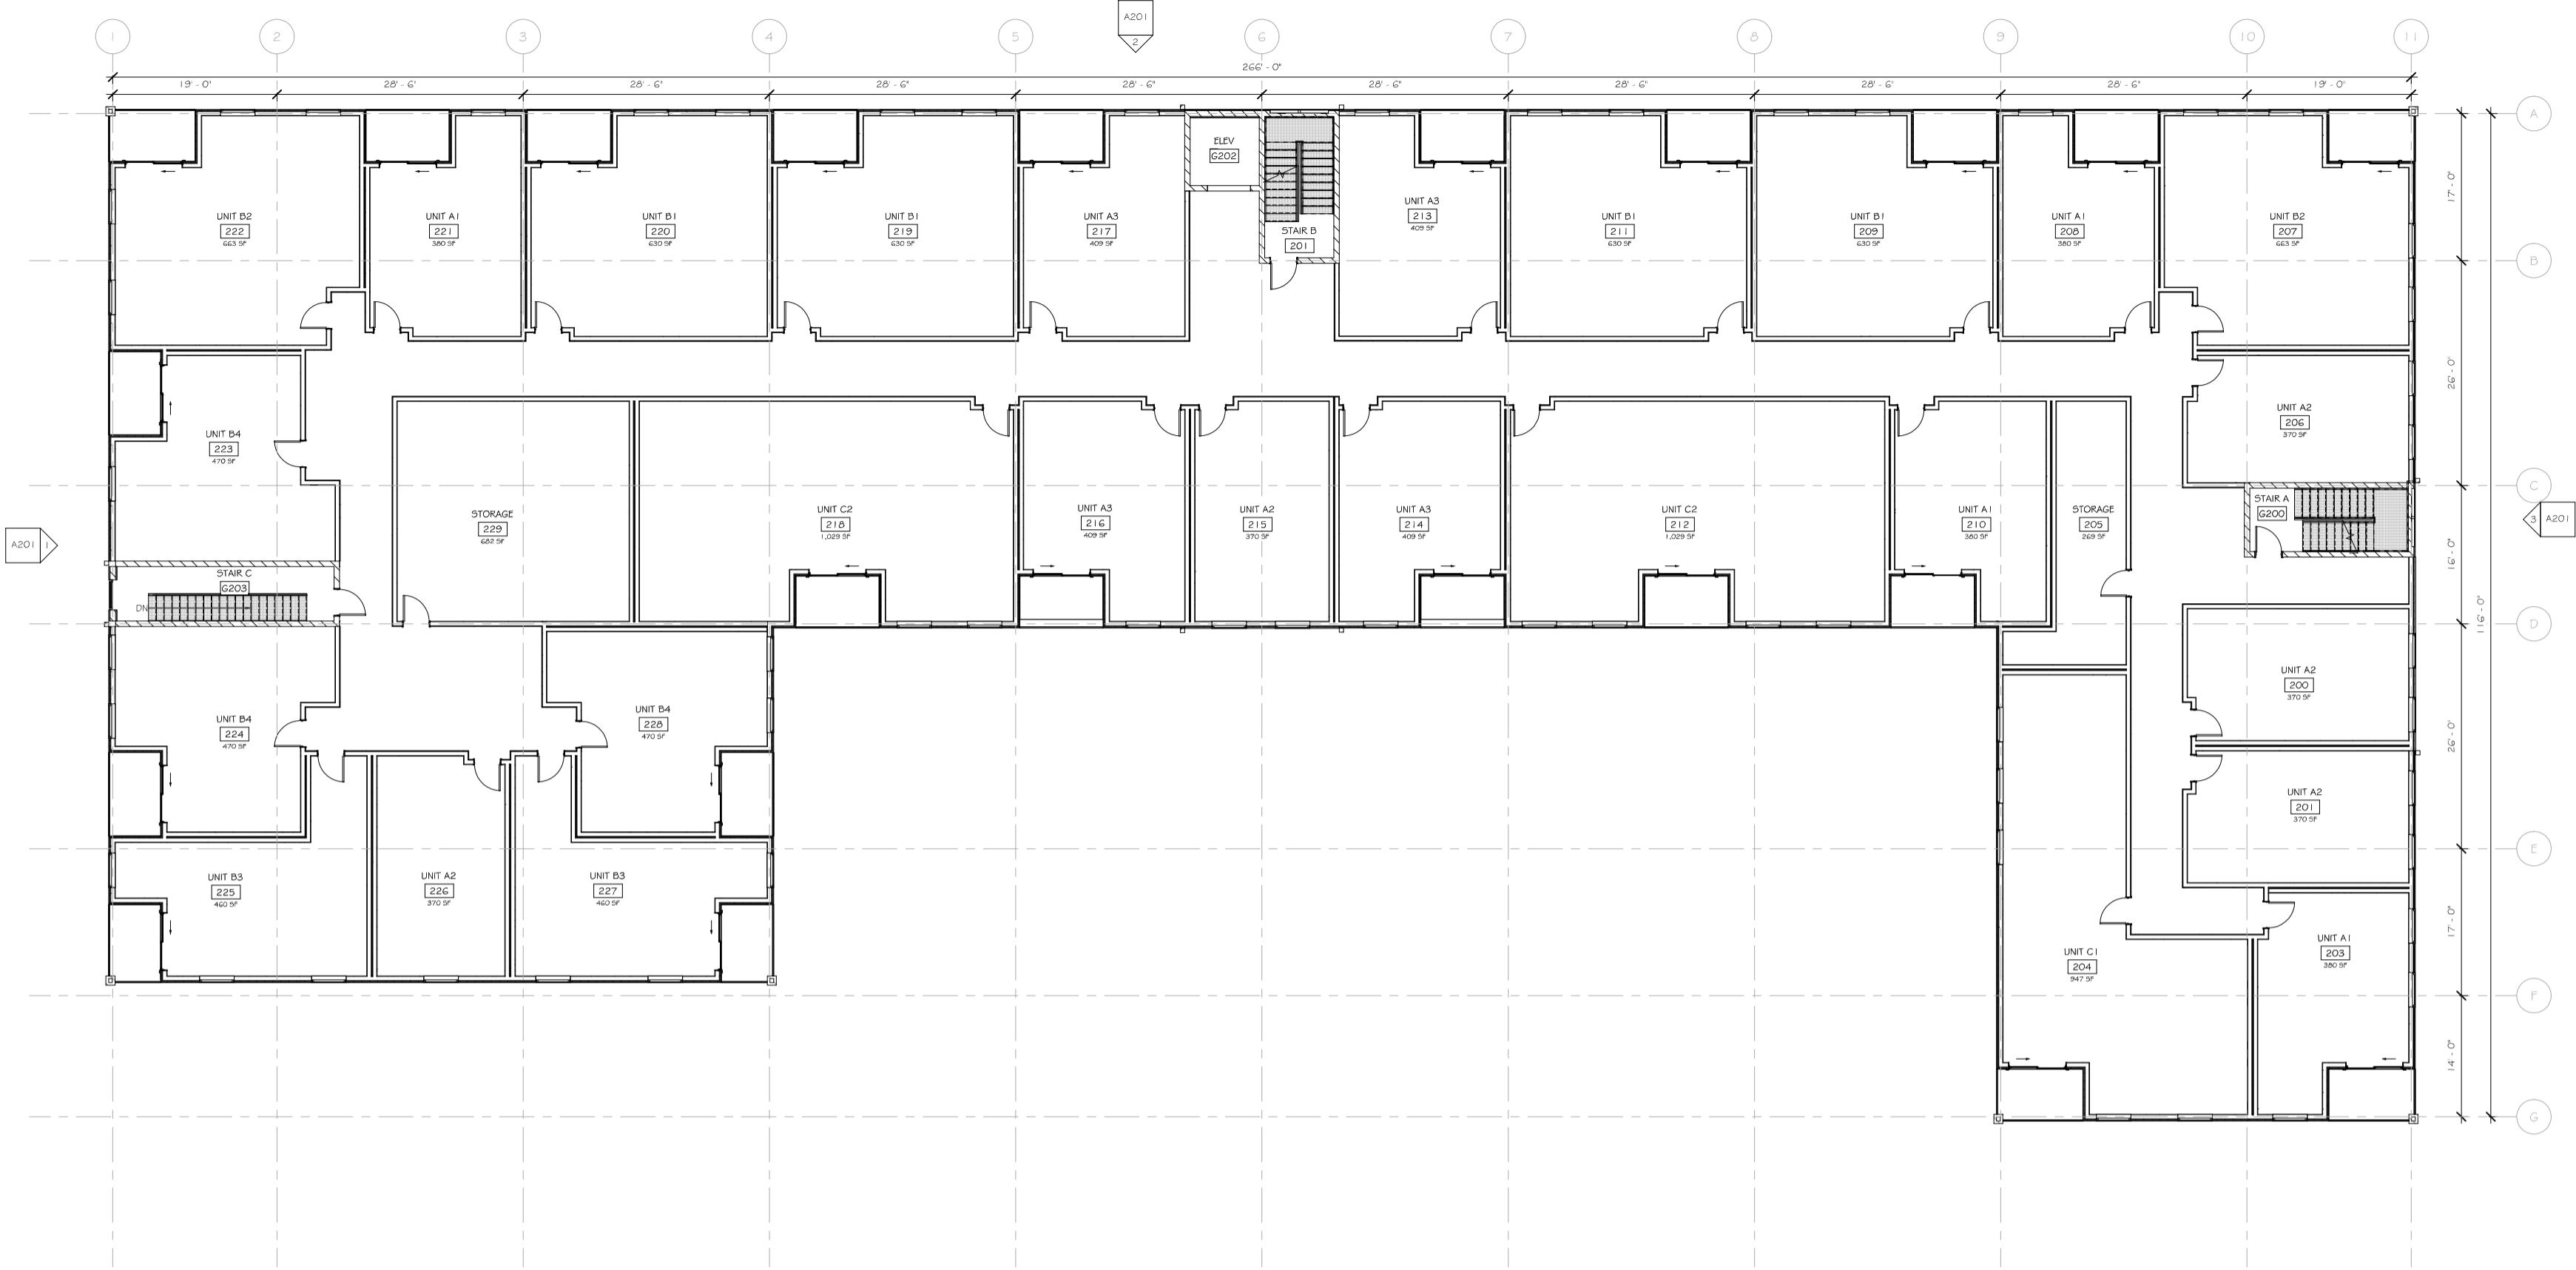 A201
2
1
2
3
4
5
6
7
8
9
10
11
266' - 0"
19' - 0"
28' - 6"
28' - 6"
28' - 6"
28' - 6"
28' - 6"
28' - 6"
28' - 6"
28' - 6"
19' - 0"
A
B
C
D
E
F
G
17' - 0"
26' - 0"
16' - 0"
26' - 0"
17' - 0"
14' - 0"
116' - 0"
UNIT B2
222
663 SF
UNIT A1
221
380 SF
UNIT B1
220
630 SF
UNIT B1
219
630 SF
UNIT A3
217
409 SF
ELEV
G202
STAIR B
201
UNIT A3
213
409 SF
UNIT B1
211
630 SF
UNIT B1
209
630 SF
UNIT A1
208
380 SF
UNIT B2
207
663 SF
UNIT B4
223
470 SF
UNIT A2
206
370 SF
STORAGE
229
682 SF
UNIT C2
218
1,029 SF
UNIT A3
216
409 SF
UNIT A2
215
370 SF
UNIT A3
214
409 SF
UNIT C2
212
1,029 SF
UNIT A1
210
380 SF
STORAGE
205
269 SF
STAIR A
G200
3
A201
A201
1
STAIR C
G203
DN
UNIT B4
224
470 SF
UNIT B4
228
470 SF
UNIT A2
200
370 SF
UNIT A2
201
370 SF
UNIT B3
225
460 SF
UNIT A2
226
370 SF
UNIT B3
227
460 SF
UNIT C1
204
947 SF
UNIT A1
203
380 SF